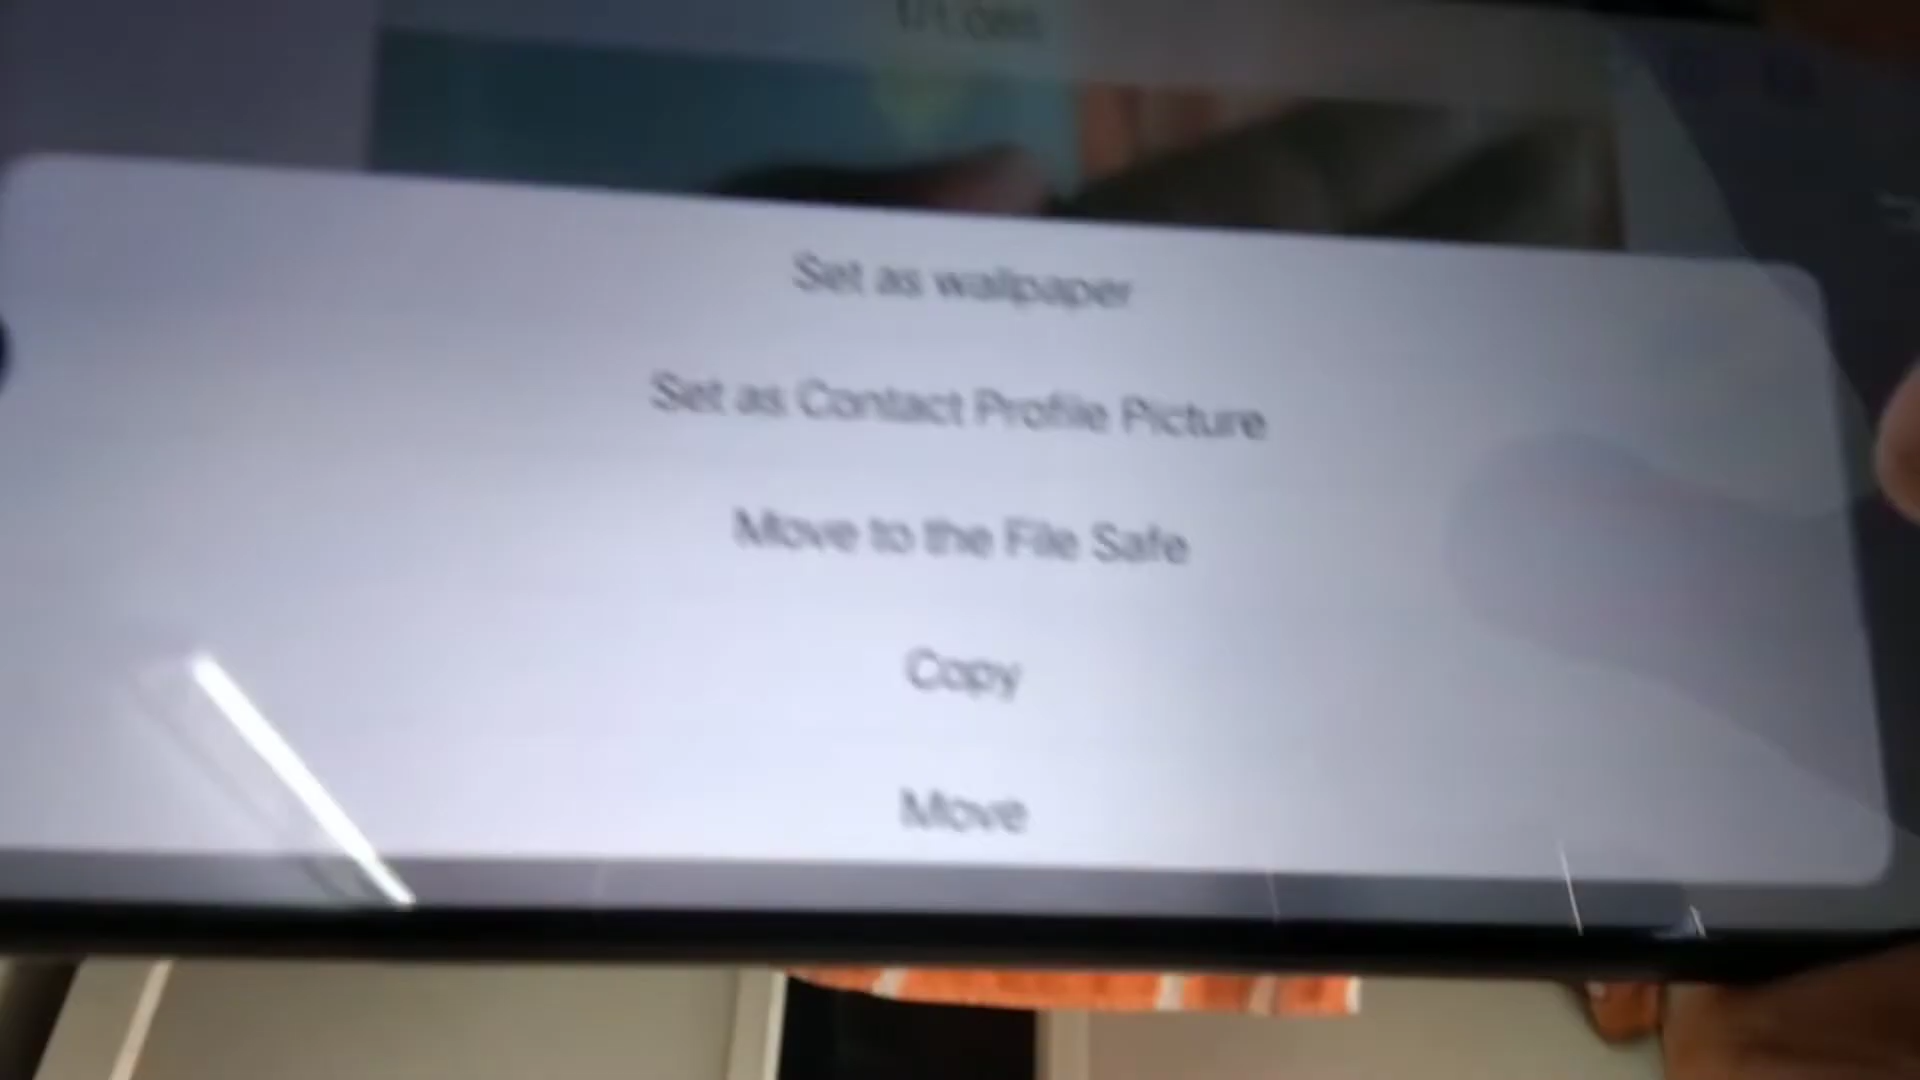 Set as wallpaper
Set as Contact Profile Picture
Move to the File Safe
Copy
Move